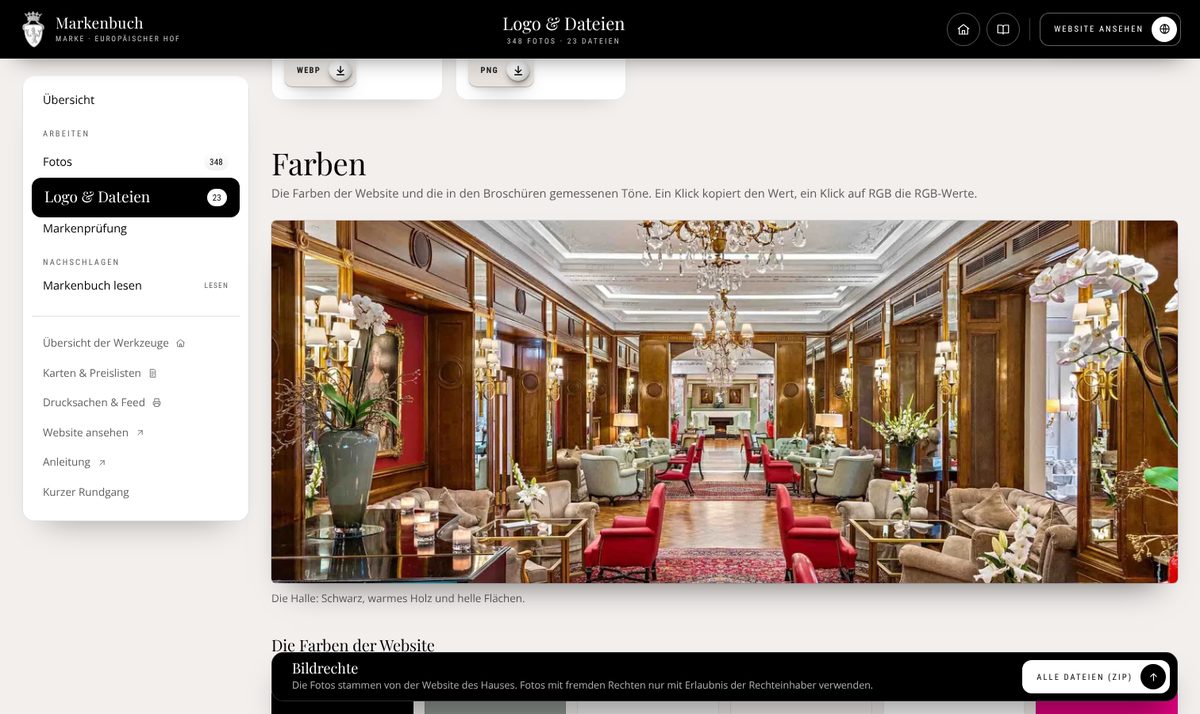 Markenbuch
MARKE · EUROPÄISCHER HOF
Logo & Dateien
348 FOTOS · 23 DATEIEN
WEBSITE ANSEHEN
Übersicht
ARBEITEN
Fotos 348
Logo & Dateien 23
Markenprüfung
NACHSCHLAGEN
Markenbuch lesen LESEN
Übersicht der Werkzeuge
Karten & Preislisten
Drucksachen & Feed
Website ansehen
Anleitung
Kurzer Rundgang
WEBP
PNG
Farben
Die Farben der Website und die in den Broschüren gemessenen Töne. Ein Klick kopiert den Wert, ein Klick auf RGB die RGB-Werte.
Die Halle: Schwarz, warmes Holz und helle Flächen.
Die Farben der Website
Bildrechte
Die Fotos stammen von der Website des Hauses. Fotos mit fremden Rechten nur mit Erlaubnis der Rechteinhaber verwenden.
ALLE DATEIEN (ZIP)